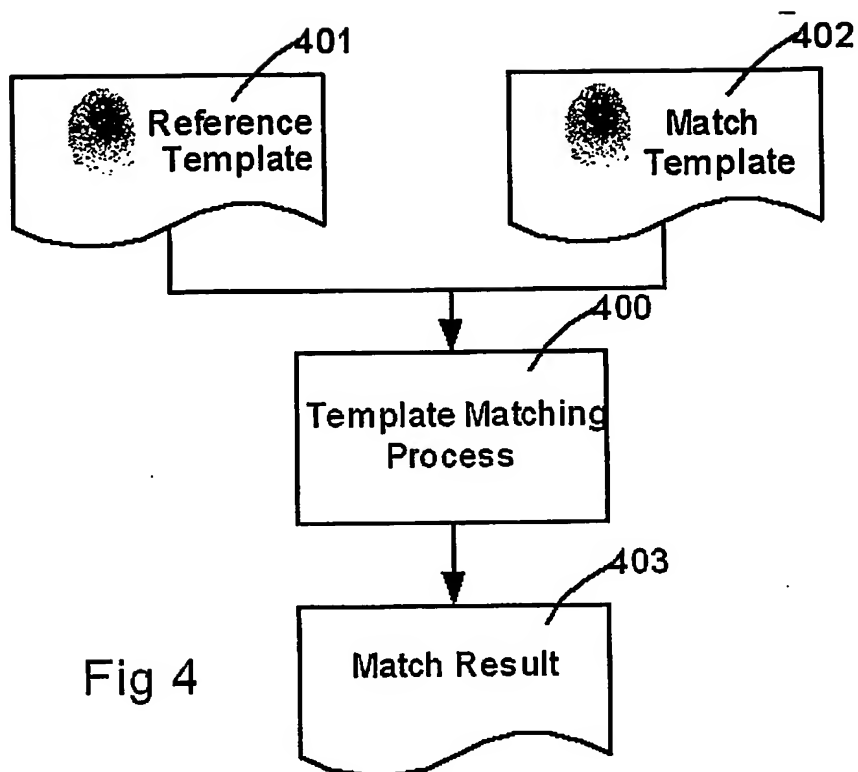 401
Reference
Template
402
Match
Template
400
Template Matching
Process
403
Match Result
Fig 4